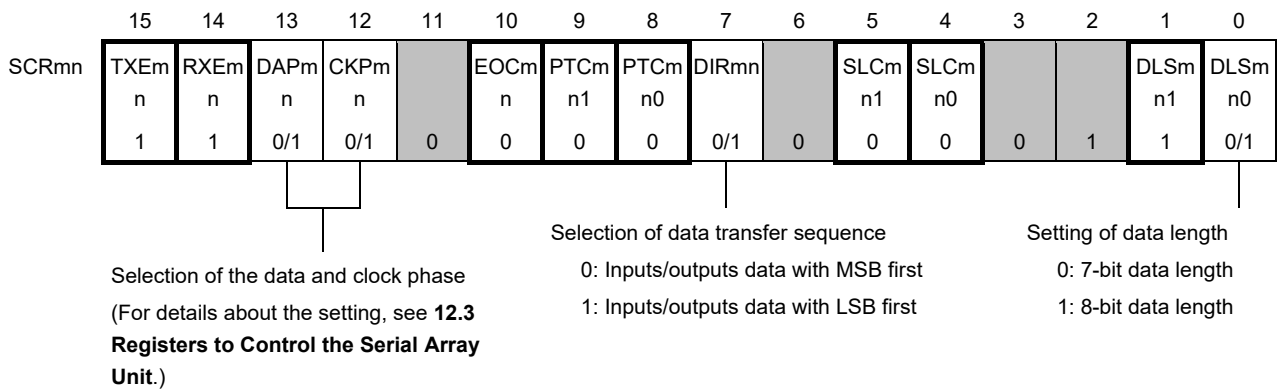 15 14 13 12 11 10 9 8 7 6 5 4 3 2 1 0
SCRmn TXEm RXEm DAPm CKPm EOCm PTCm PTCm DIRmn SLCm SLCm DLSm DLSm
n n n n n n1 n0 n1 n0 n1 n0
1 1 0/1 0/1 0 0 0 0 0/1 0 0 0 0 1 1 0/1
Selection of data transfer sequence
0: Inputs/outputs data with MSB first
1: Inputs/outputs data with LSB first
Setting of data length
0: 7-bit data length
1: 8-bit data length
Selection of the data and clock phase
(For details about the setting, see 12.3
Registers to Control the Serial Array
Unit.)